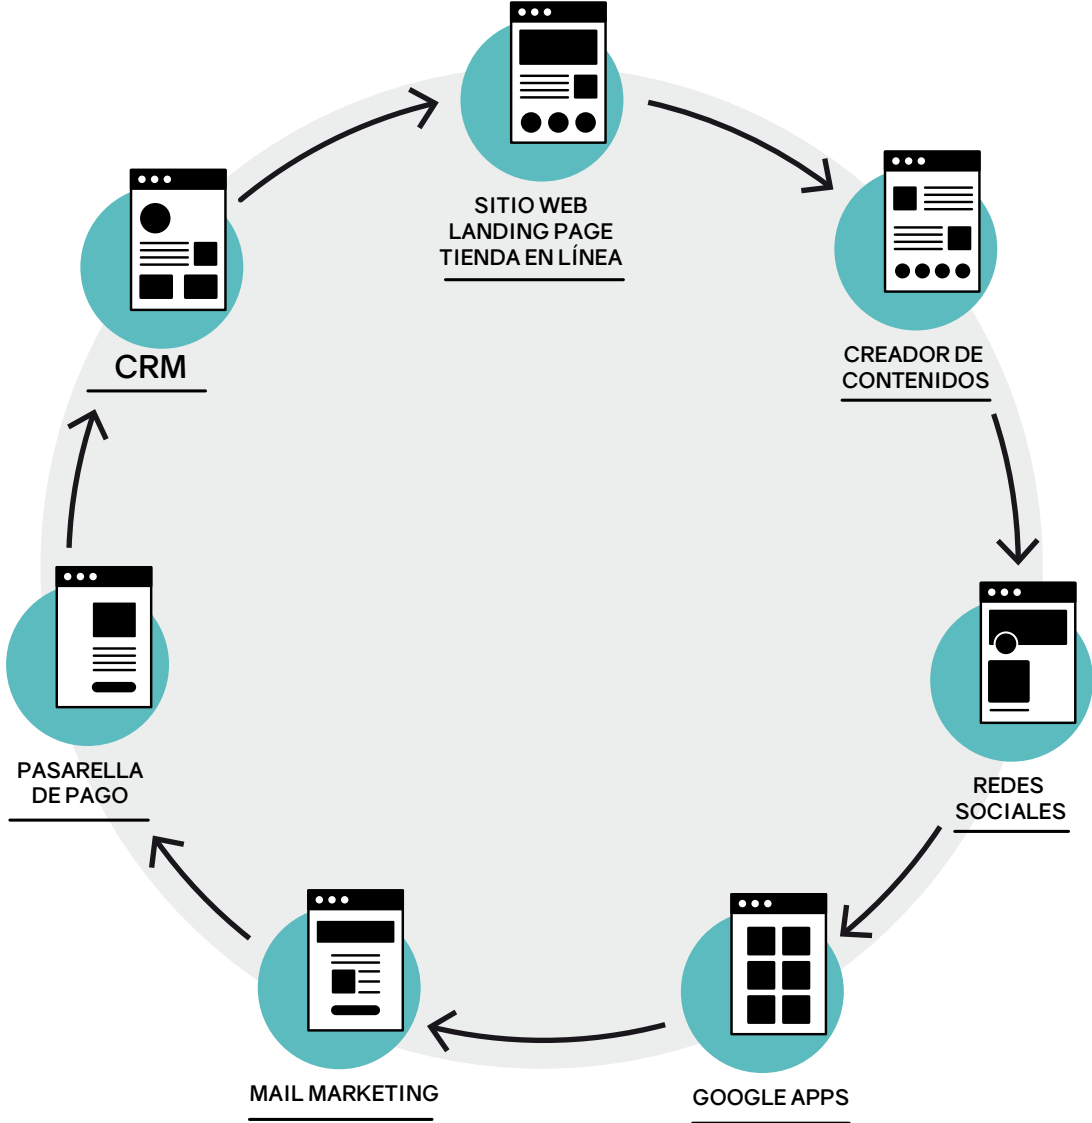 SITIO WEB
LANDING PAGE
TIENDA EN LÍNEA
CREADOR DE
CONTENIDOS
REDES
SOCIALES
GOOGLE APPS
MAIL MARKETING
PASARELLA
DE PAGO
CRM